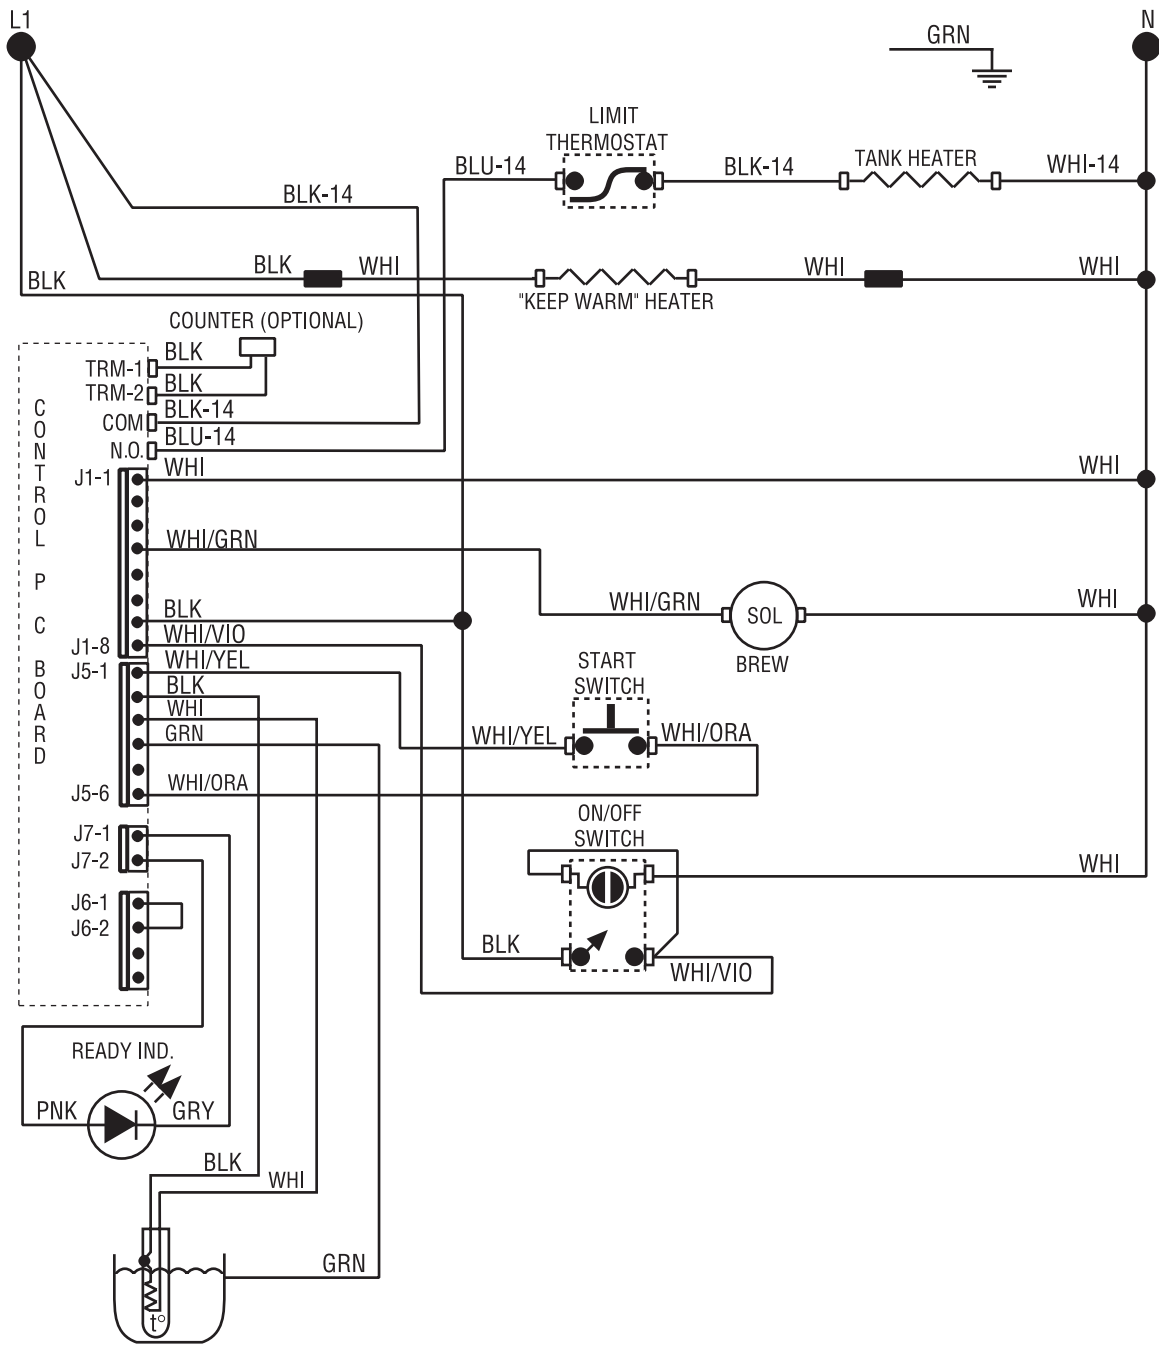 L1
N
GRN
LIMIT
THERMOSTAT
BLU-14
BLK-14
TANK HEATER
WHI-14
BLK-14
BLK
WHI
WHI
WHI
BLK
"KEEP WARM" HEATER
COUNTER (OPTIONAL)
TRM-1
BLK
TRM-2
BLK
COM
BLK-14
N.O.
BLU-14
CONTROL P C BOARD
J1-1
WHI
WHI
WHI/GRN
WHI/GRN
SOL
WHI
BREW
BLK
J1-8
WHI/VIO
J5-1
WHI/YEL
BLK
WHI
GRN
START
SWITCH
WHI/YEL
WHI/ORA
J5-6
WHI/ORA
ON/OFF
SWITCH
J7-1
J7-2
WHI
J6-1
J6-2
BLK
WHI/VIO
READY IND.
PNK
GRY
BLK
WHI
GRN
t°